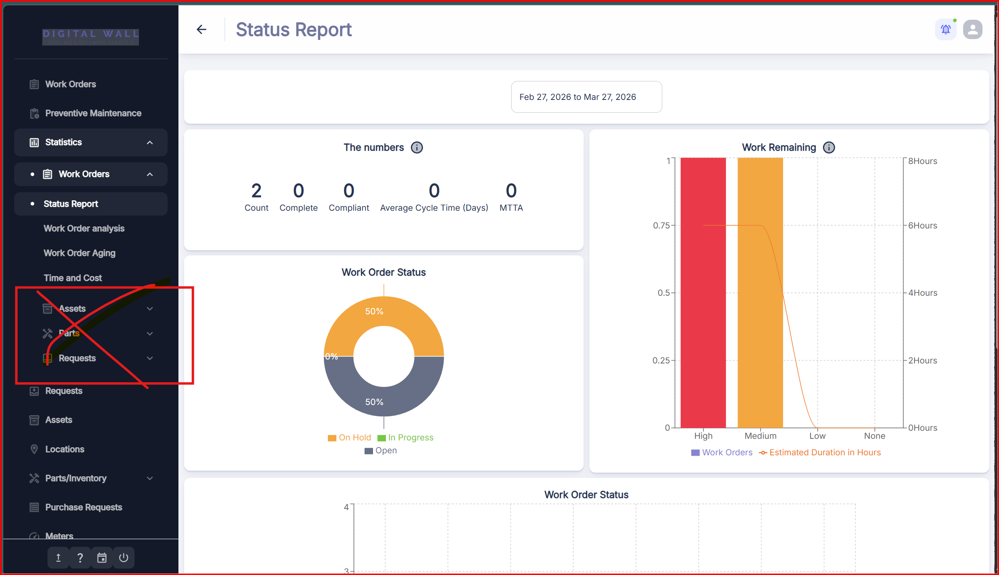 DIGITAL WALL
SYSTEMS & SOFTWARE SERVICES
Work Orders
Preventive Maintenance
Statistics
Work Orders
Status Report
Work Order analysis
Work Order Aging
Time and Cost
Assets
Parts
Requests
Requests
Assets
Locations
Parts/Inventory
Purchase Requests
Meters
Status Report
Feb 27, 2026 to Mar 27, 2026
The numbers
2 0 0 0 0
Count Complete Compliant Average Cycle Time (Days) MTTA
Work Order Status
50%
0%
50%
On Hold In Progress
Open
Work Remaining
1 8Hours
0.75 6Hours
0.5 4Hours
0.25 2Hours
0 0Hours
High Medium Low None
Work Orders Estimated Duration in Hours
Work Order Status
4
3